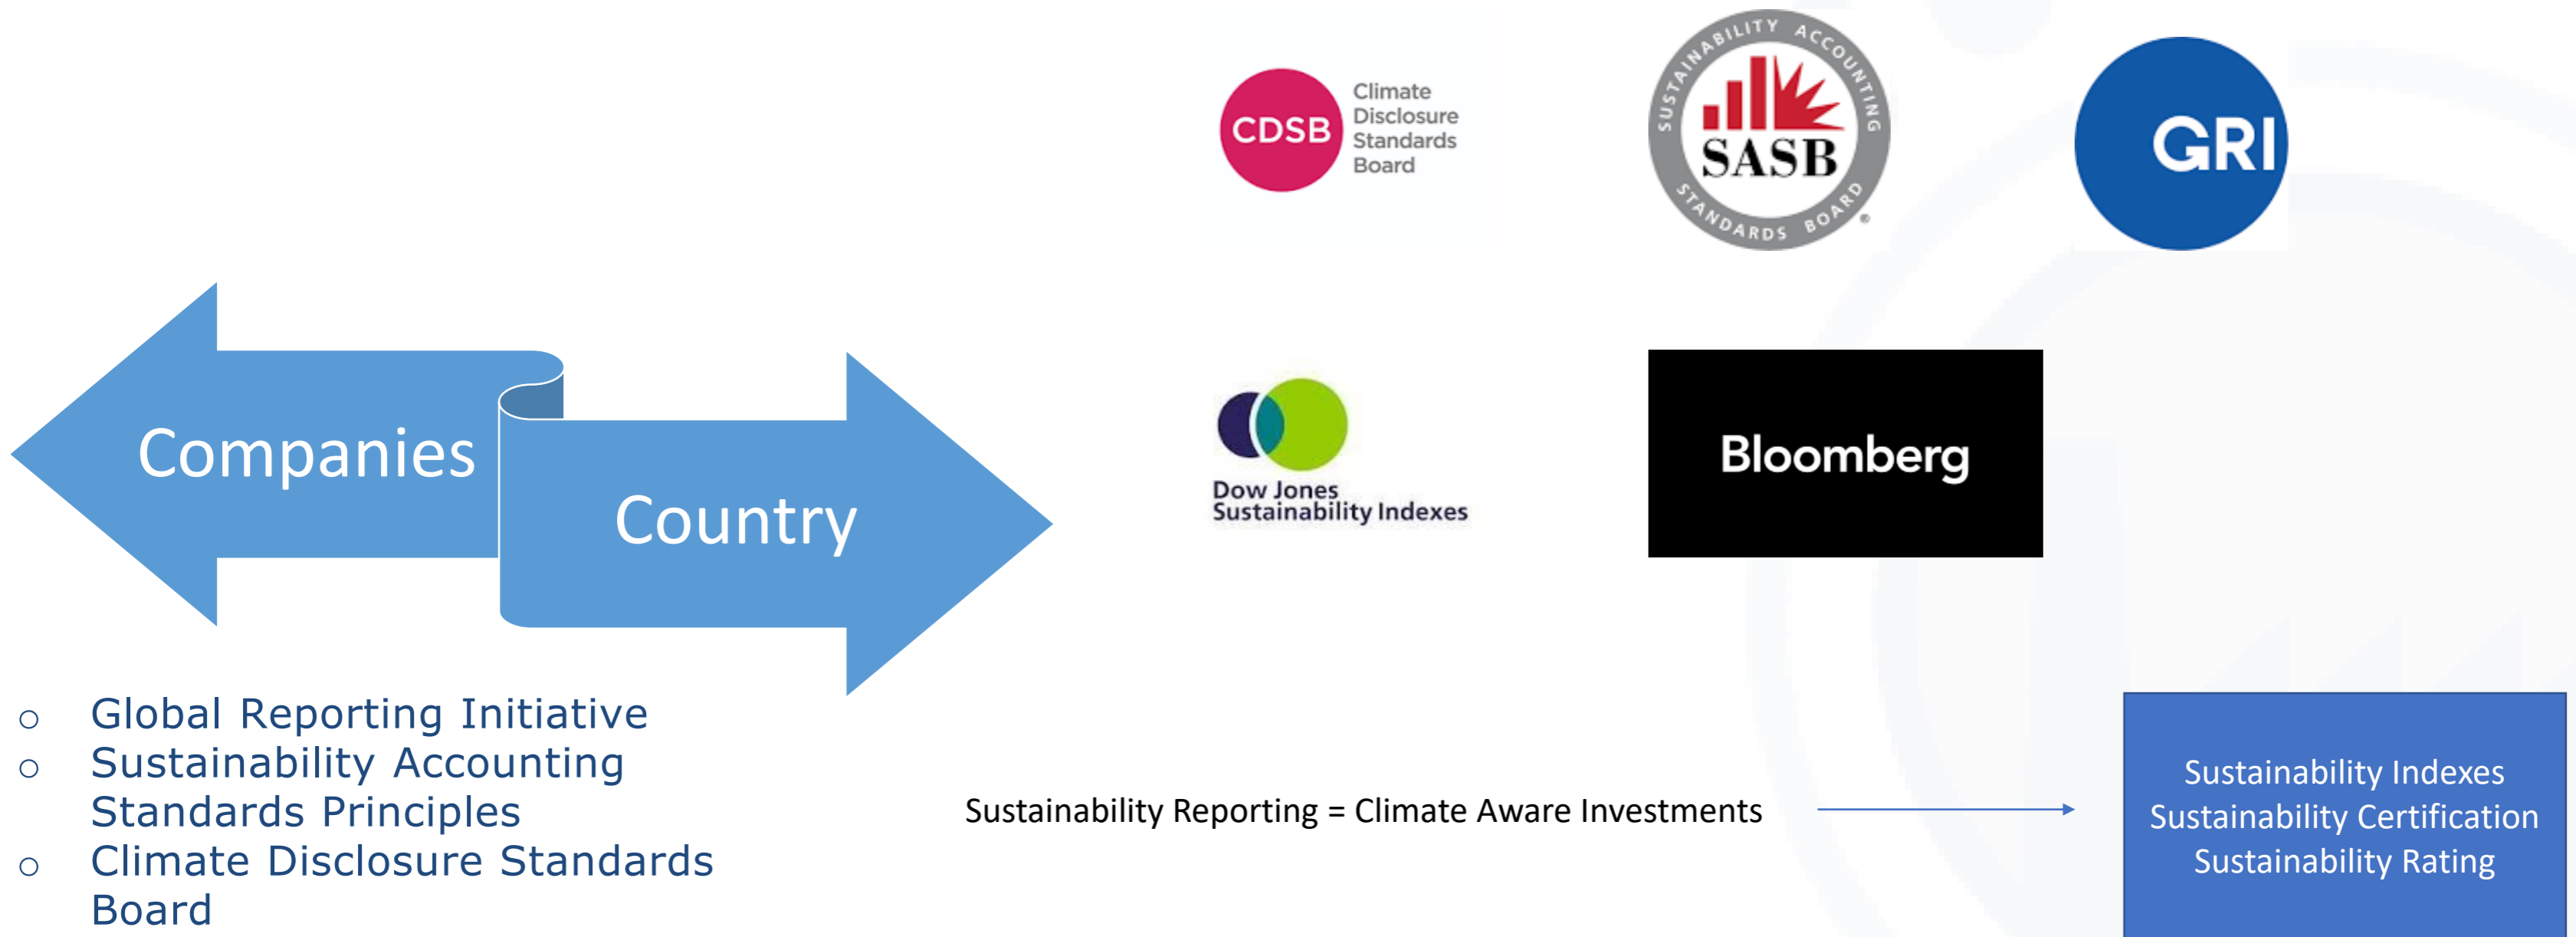 CDSB
Climate
Disclosure
Standards
Board
SUSTAINABILITY ACCOUNTING
SASB
STANDARDS BOARD
®
GRI
Companies
Country
Dow Jones
Sustainability Indexes
Bloomberg
o Global Reporting Initiative
o Sustainability Accounting
Standards Principles
o Climate Disclosure Standards
Board
Sustainability Reporting = Climate Aware Investments
Sustainability Indexes
Sustainability Certification
Sustainability Rating